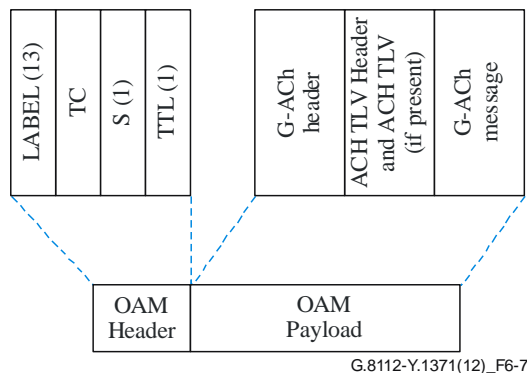 LABEL (13)
TC
S (1)
TTL (1)
G-ACh
header
ACH TLV Header
and ACH TLV
(if present)
G-ACh
message
OAM
Header
OAM
Payload
G.8112-Y.1371(12)_F6-7